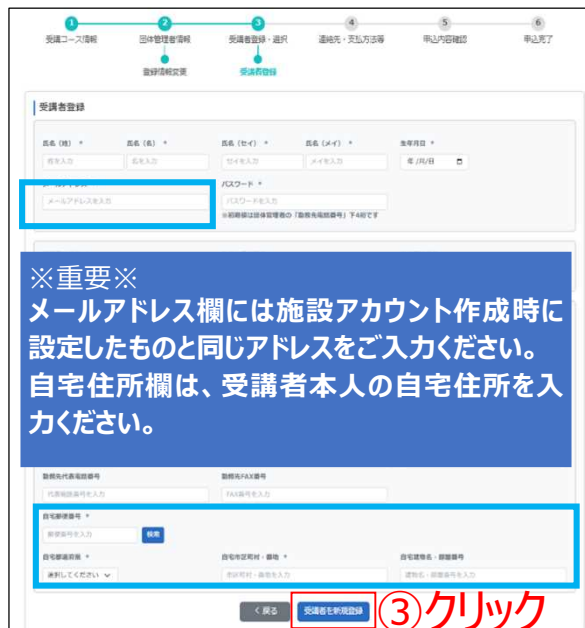 1 2 3 4 5 6
受講コース情報 団体管理者情報 受講者登録・選択 連絡先・支払方法等 申込内容確認 申込完了
登録情報変更 受講者登録
受講者登録
氏名 (姓) * 氏名 (名) * 氏名 (セイ) * 氏名 (メイ) * 生年月日 *
姓を入力 名を入力 セイを入力 メイを入力 年 /月/日
パスワード *
メールアドレスを入力 パスワードを入力
※初期値は団体管理者の「勤務先電話番号」下4桁です
※重要※
メールアドレス欄には施設アカウント作成時に
設定したものと同じアドレスをご入力ください。
自宅住所欄は、受講者本人の自宅住所を入
力ください。
勤務先代表電話番号 勤務先FAX番号
代表電話番号を入力 FAX番号を入力
自宅郵便番号 *
郵便番号を入力 検索
自宅都道府県 * 自宅市区町村・番地 * 自宅建物名・部屋番号
選択してください 市区町村・番地を入力 建物名・部屋番号を入力
< 戻る 受講者を新規登録 ③クリック